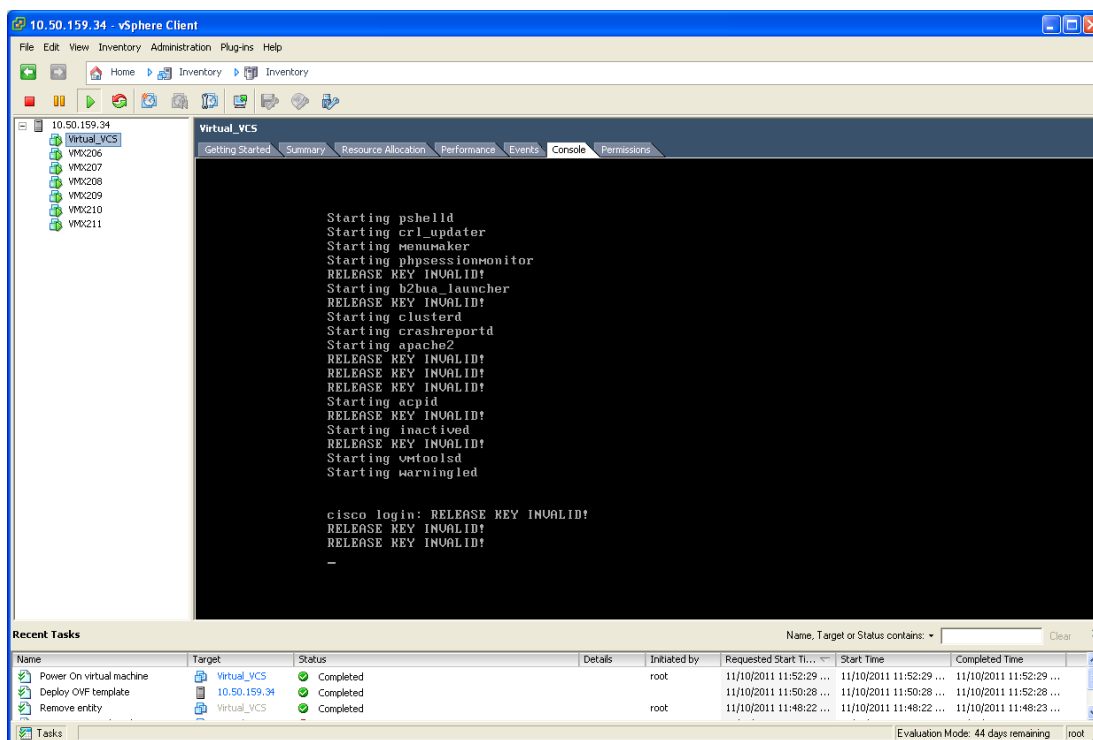 10.50.159.34 - vSphere Client
File Edit View Inventory Administration Plug-ins Help
Home Inventory Inventory
10.50.159.34
Virtual_VCS
VMX206
VMX207
VMX208
VMX209
VMX210
VMX211
Virtual_VCS
Getting Started Summary Resource Allocation Performance Events Console Permissions
Starting pshelld
Starting crl_updater
Starting menumaker
Starting phpsessionmonitor
RELEASE KEY INVALID!
Starting b2bua_launcher
RELEASE KEY INVALID!
Starting clusterd
Starting crashreportd
Starting apache2
RELEASE KEY INVALID!
RELEASE KEY INVALID!
RELEASE KEY INVALID!
Starting acpid
RELEASE KEY INVALID!
Starting inactived
RELEASE KEY INVALID!
Starting vmtoolsd
Starting warningled
cisco login: RELEASE KEY INVALID!
RELEASE KEY INVALID!
RELEASE KEY INVALID!
_
Recent Tasks
Name, Target or Status contains: Clear
Name Target Status Details Initiated by Requested Start Ti... Start Time Completed Time
Power On virtual machine Virtual_VCS Completed root 11/10/2011 11:52:29 ... 11/10/2011 11:52:29 ... 11/10/2011 11:52:29 ...
Deploy OVF template 10.50.159.34 Completed 11/10/2011 11:50:28 ... 11/10/2011 11:50:28 ... 11/10/2011 11:52:28 ...
Remove entity Virtual_VCS Completed root 11/10/2011 11:48:22 ... 11/10/2011 11:48:22 ... 11/10/2011 11:48:23 ...
Tasks Evaluation Mode: 44 days remaining root